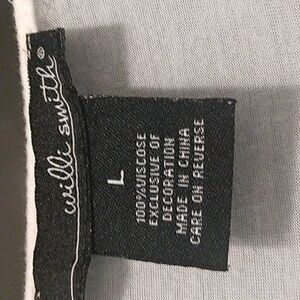 willi smith®
L
100%VISCOSE
EXCLUSIVE OF
DECORATION
MADE IN CHINA
CARE ON REVERSE